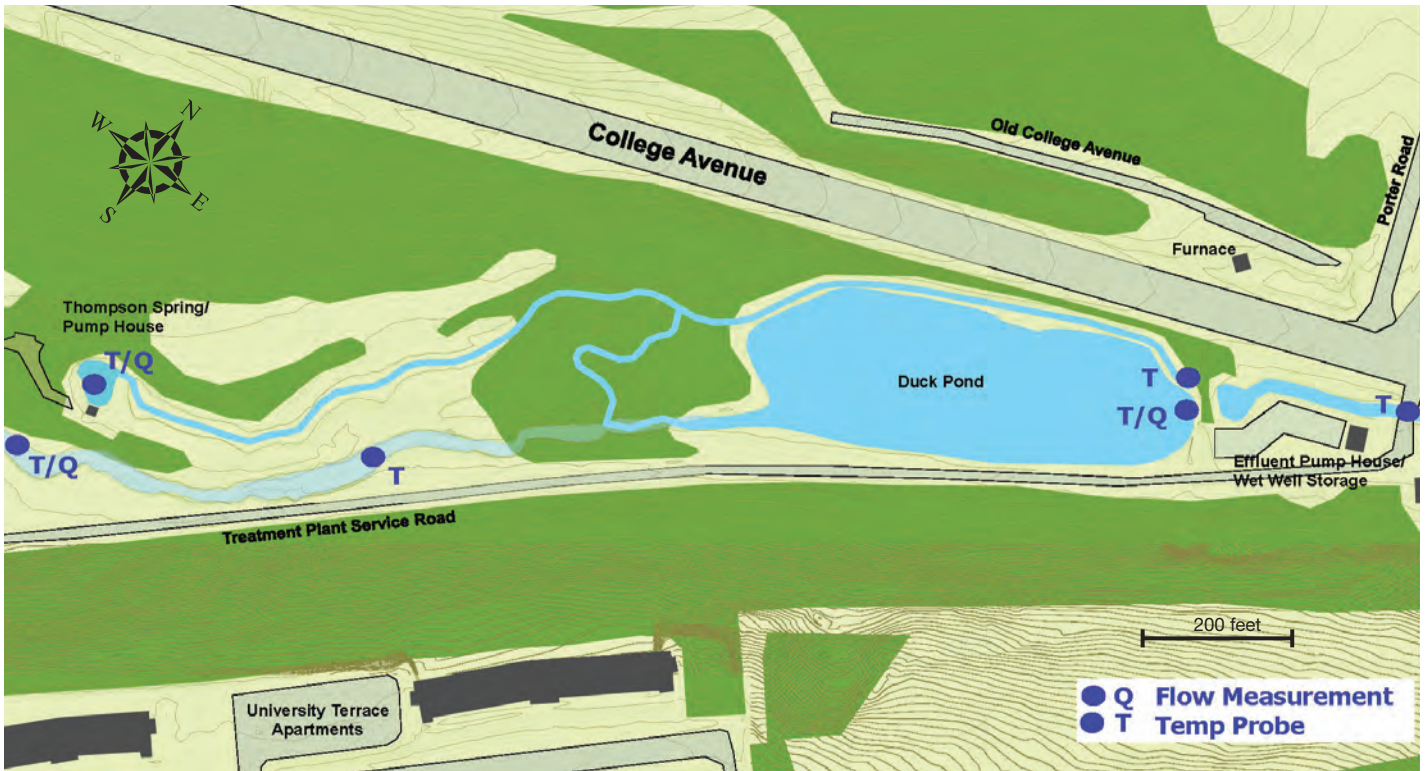 N
W
E
S
College Avenue
Old College Avenue
Porter Road
Furnace
Thompson Spring/
Pump House
T/Q
T/Q
T
Duck Pond
T
T/Q
T
Effluent Pump House/
Wet Well Storage
Treatment Plant Service Road
200 feet
University Terrace
Apartments
Q Flow Measurement
T Temp Probe